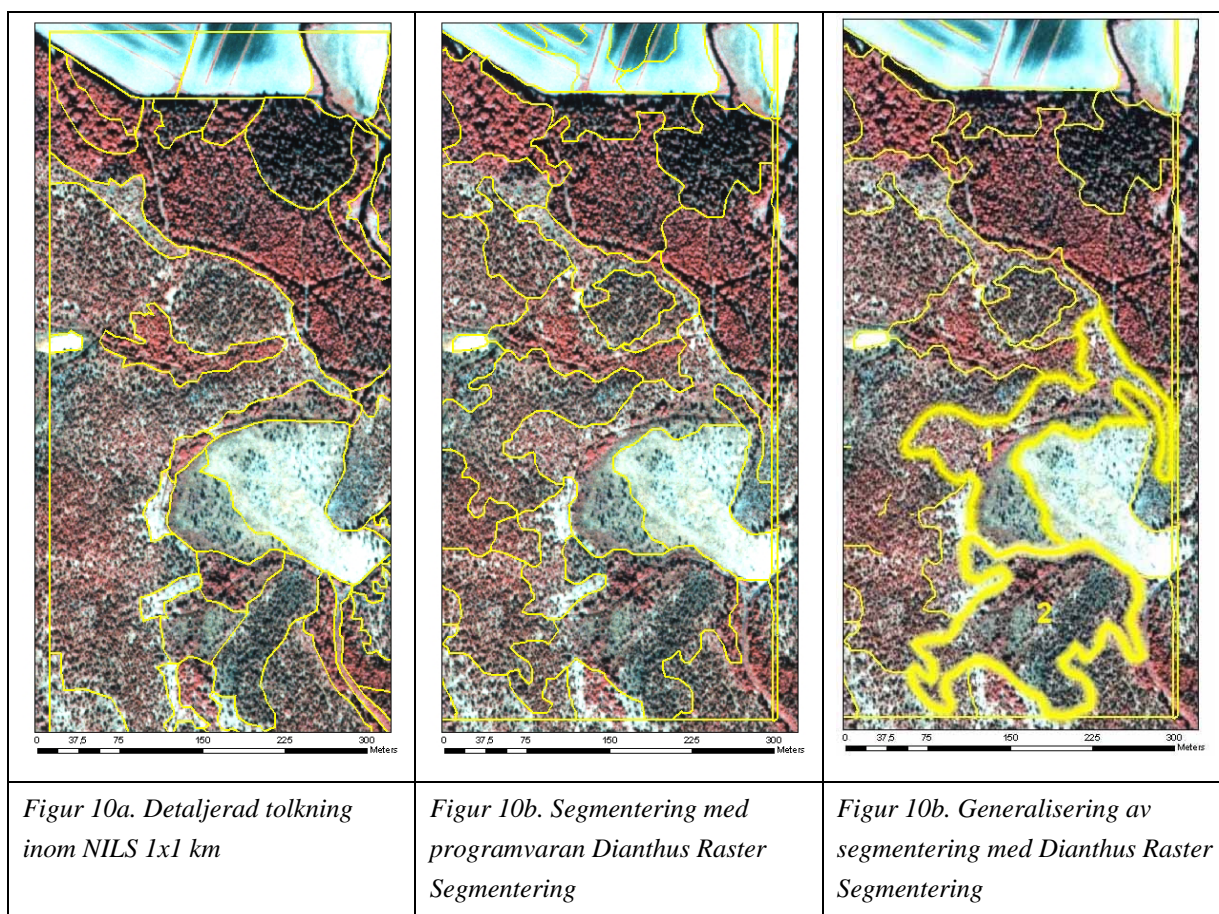 1
2
0 37,5 75 150 225 300
Meters
0 37,5 75 150 225 300
Meters
0 37,5 75 150 225 300
Meters
Figur 10a. Detaljerad tolkning
inom NILS 1x1 km
Figur 10b. Segmentering med
programvaran Dianthus Raster
Segmentering
Figur 10b. Generalisering av
segmentering med Dianthus Raster
Segmentering